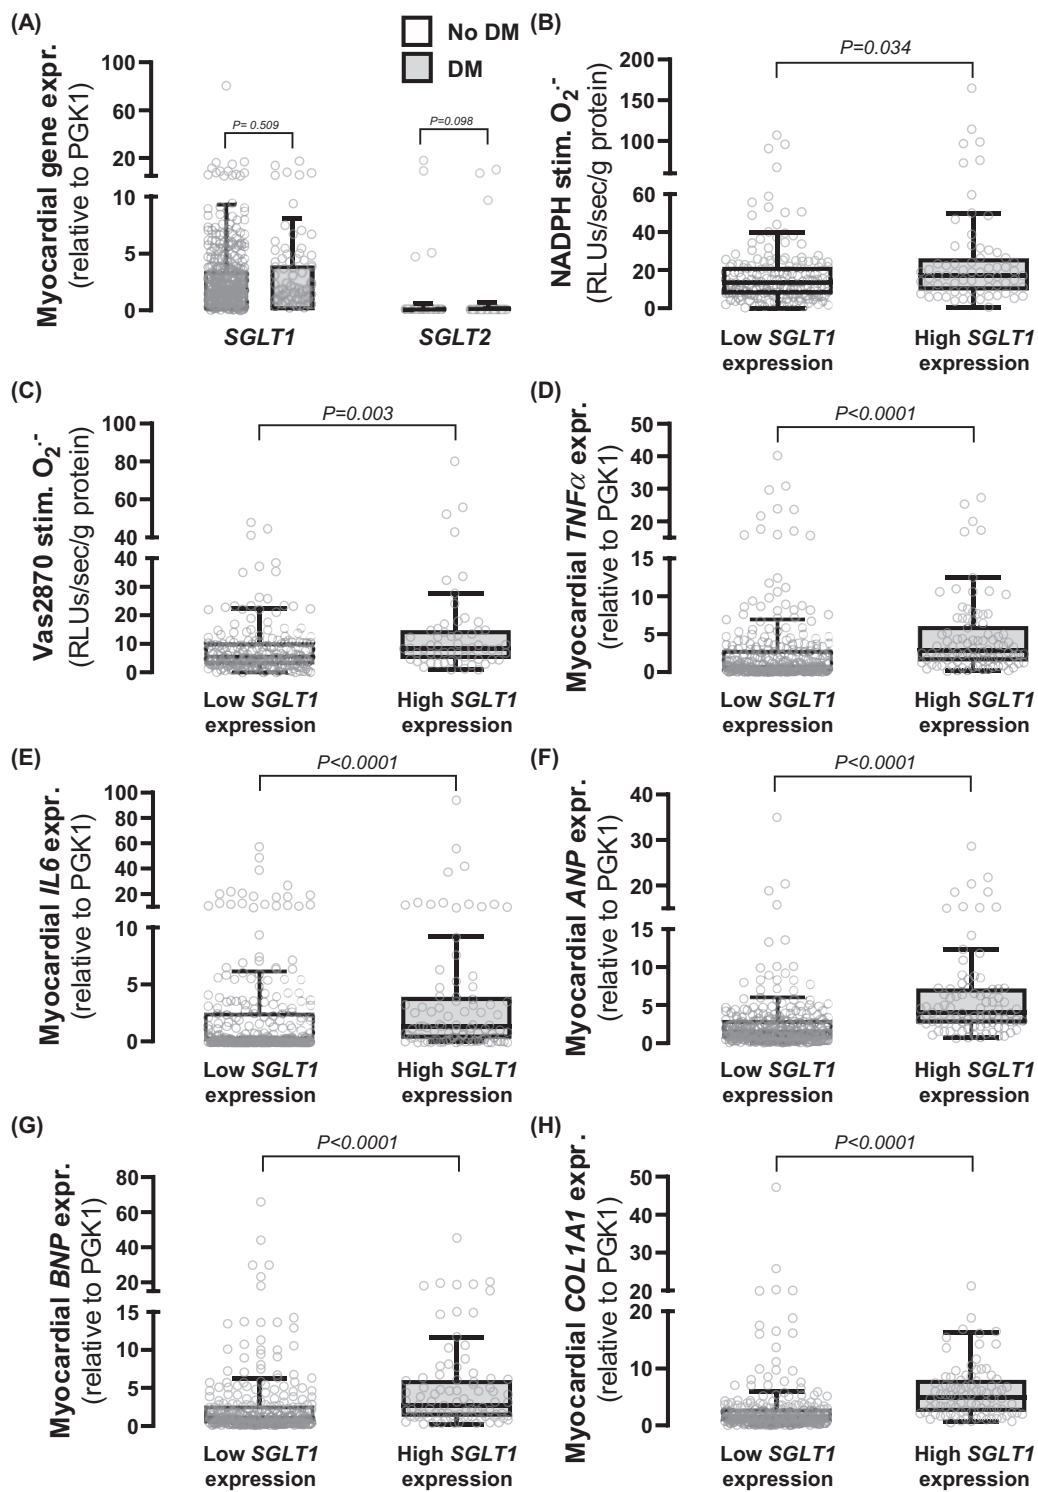 (A)
No DM
DM
Myocardial gene expr.
(relative to PGK1)
100
60
20
10
5
0
P= 0.509
P=0.098
SGLT1
SGLT2
(B)
NADPH stim. O2.-
(RLUs/sec/g protein)
200
150
100
60
40
20
0
P=0.034
Low SGLT1
expression
High SGLT1
expression
(C)
Vas2870 stim. O2.-
(RLUs/sec/g protein)
100
80
60
40
40
30
20
10
0
P=0.003
Low SGLT1
expression
High SGLT1
expression
(D)
Myocardial TNFα expr.
(relative to PGK1)
50
40
30
20
15
10
5
0
P<0.0001
Low SGLT1
expression
High SGLT1
expression
(E)
Myocardial IL6 expr.
(relative to PGK1)
100
80
60
40
20
10
5
0
P<0.0001
Low SGLT1
expression
High SGLT1
expression
(F)
Myocardial ANP expr.
(relative to PGK1)
40
30
20
15
10
5
0
P<0.0001
Low SGLT1
expression
High SGLT1
expression
(G)
Myocardial BNP expr.
(relative to PGK1)
80
60
40
20
15
10
5
0
P<0.0001
Low SGLT1
expression
High SGLT1
expression
(H)
Myocardial COL1A1 expr.
(relative to PGK1)
50
40
30
20
20
10
0
P<0.0001
Low SGLT1
expression
High SGLT1
expression